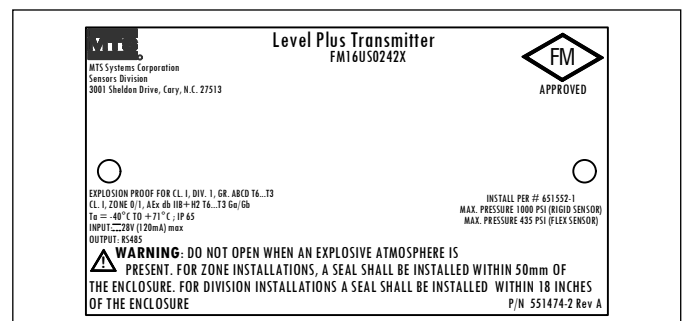 MTS
Level Plus Transmitter
FM16US0242X
MTS Systems Corporation
Sensors Division
3001 Sheldon Drive, Cary, N.C. 27513
FM
APPROVED
EXPLOSION PROOF FOR CL. I, DIV. 1, GR. ABCD T6...T3
CL. I, ZONE 0/1, AEx db IIB+H2 T6...T3 Ga/Gb
Ta = -40°C TO +71°C ; IP 65
INPUT:⎓28V (120mA) max
OUTPUT: RS485
INSTALL PER # 651552-1
MAX. PRESSURE 1000 PSI (RIGID SENSOR)
MAX. PRESSURE 435 PSI (FLEX SENSOR)
WARNING: DO NOT OPEN WHEN AN EXPLOSIVE ATMOSPHERE IS
PRESENT. FOR ZONE INSTALLATIONS, A SEAL SHALL BE INSTALLED WITHIN 50mm OF
THE ENCLOSURE. FOR DIVISION INSTALLATIONS A SEAL SHALL BE INSTALLED WITHIN 18 INCHES
OF THE ENCLOSURE
P/N 551474-2 Rev A